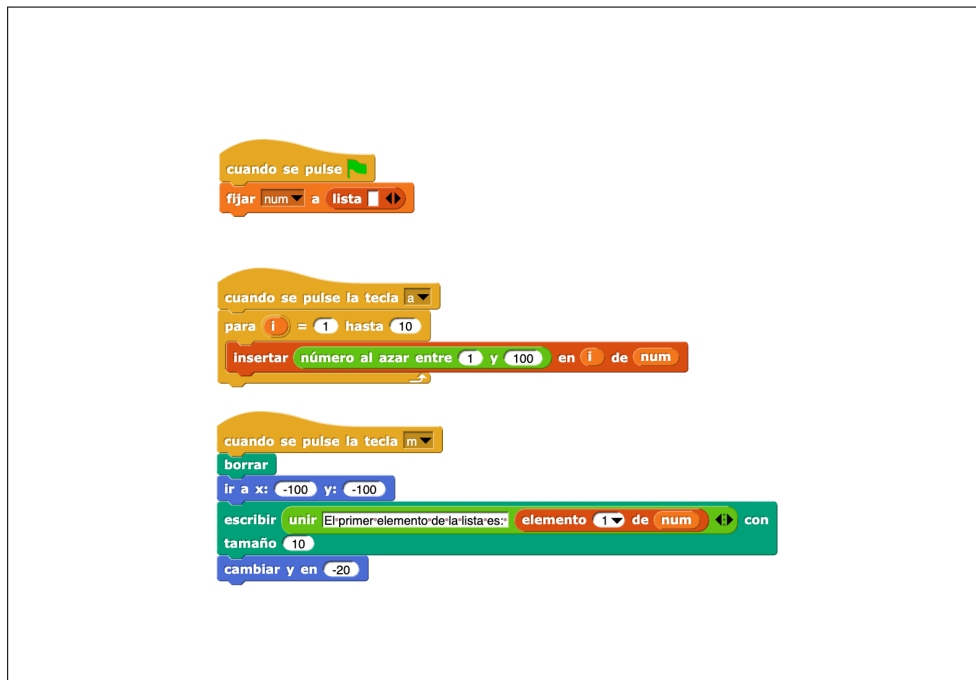 cuando se pulse
fijar num a lista
cuando se pulse la tecla a
para i = 1 hasta 10
insertar número al azar entre 1 y 100 en i de num
cuando se pulse la tecla m
borrar
ir a x: -100 y: -100
escribir unir El primer elemento de la lista es: elemento 1 de num con
tamaño 10
cambiar y en -20